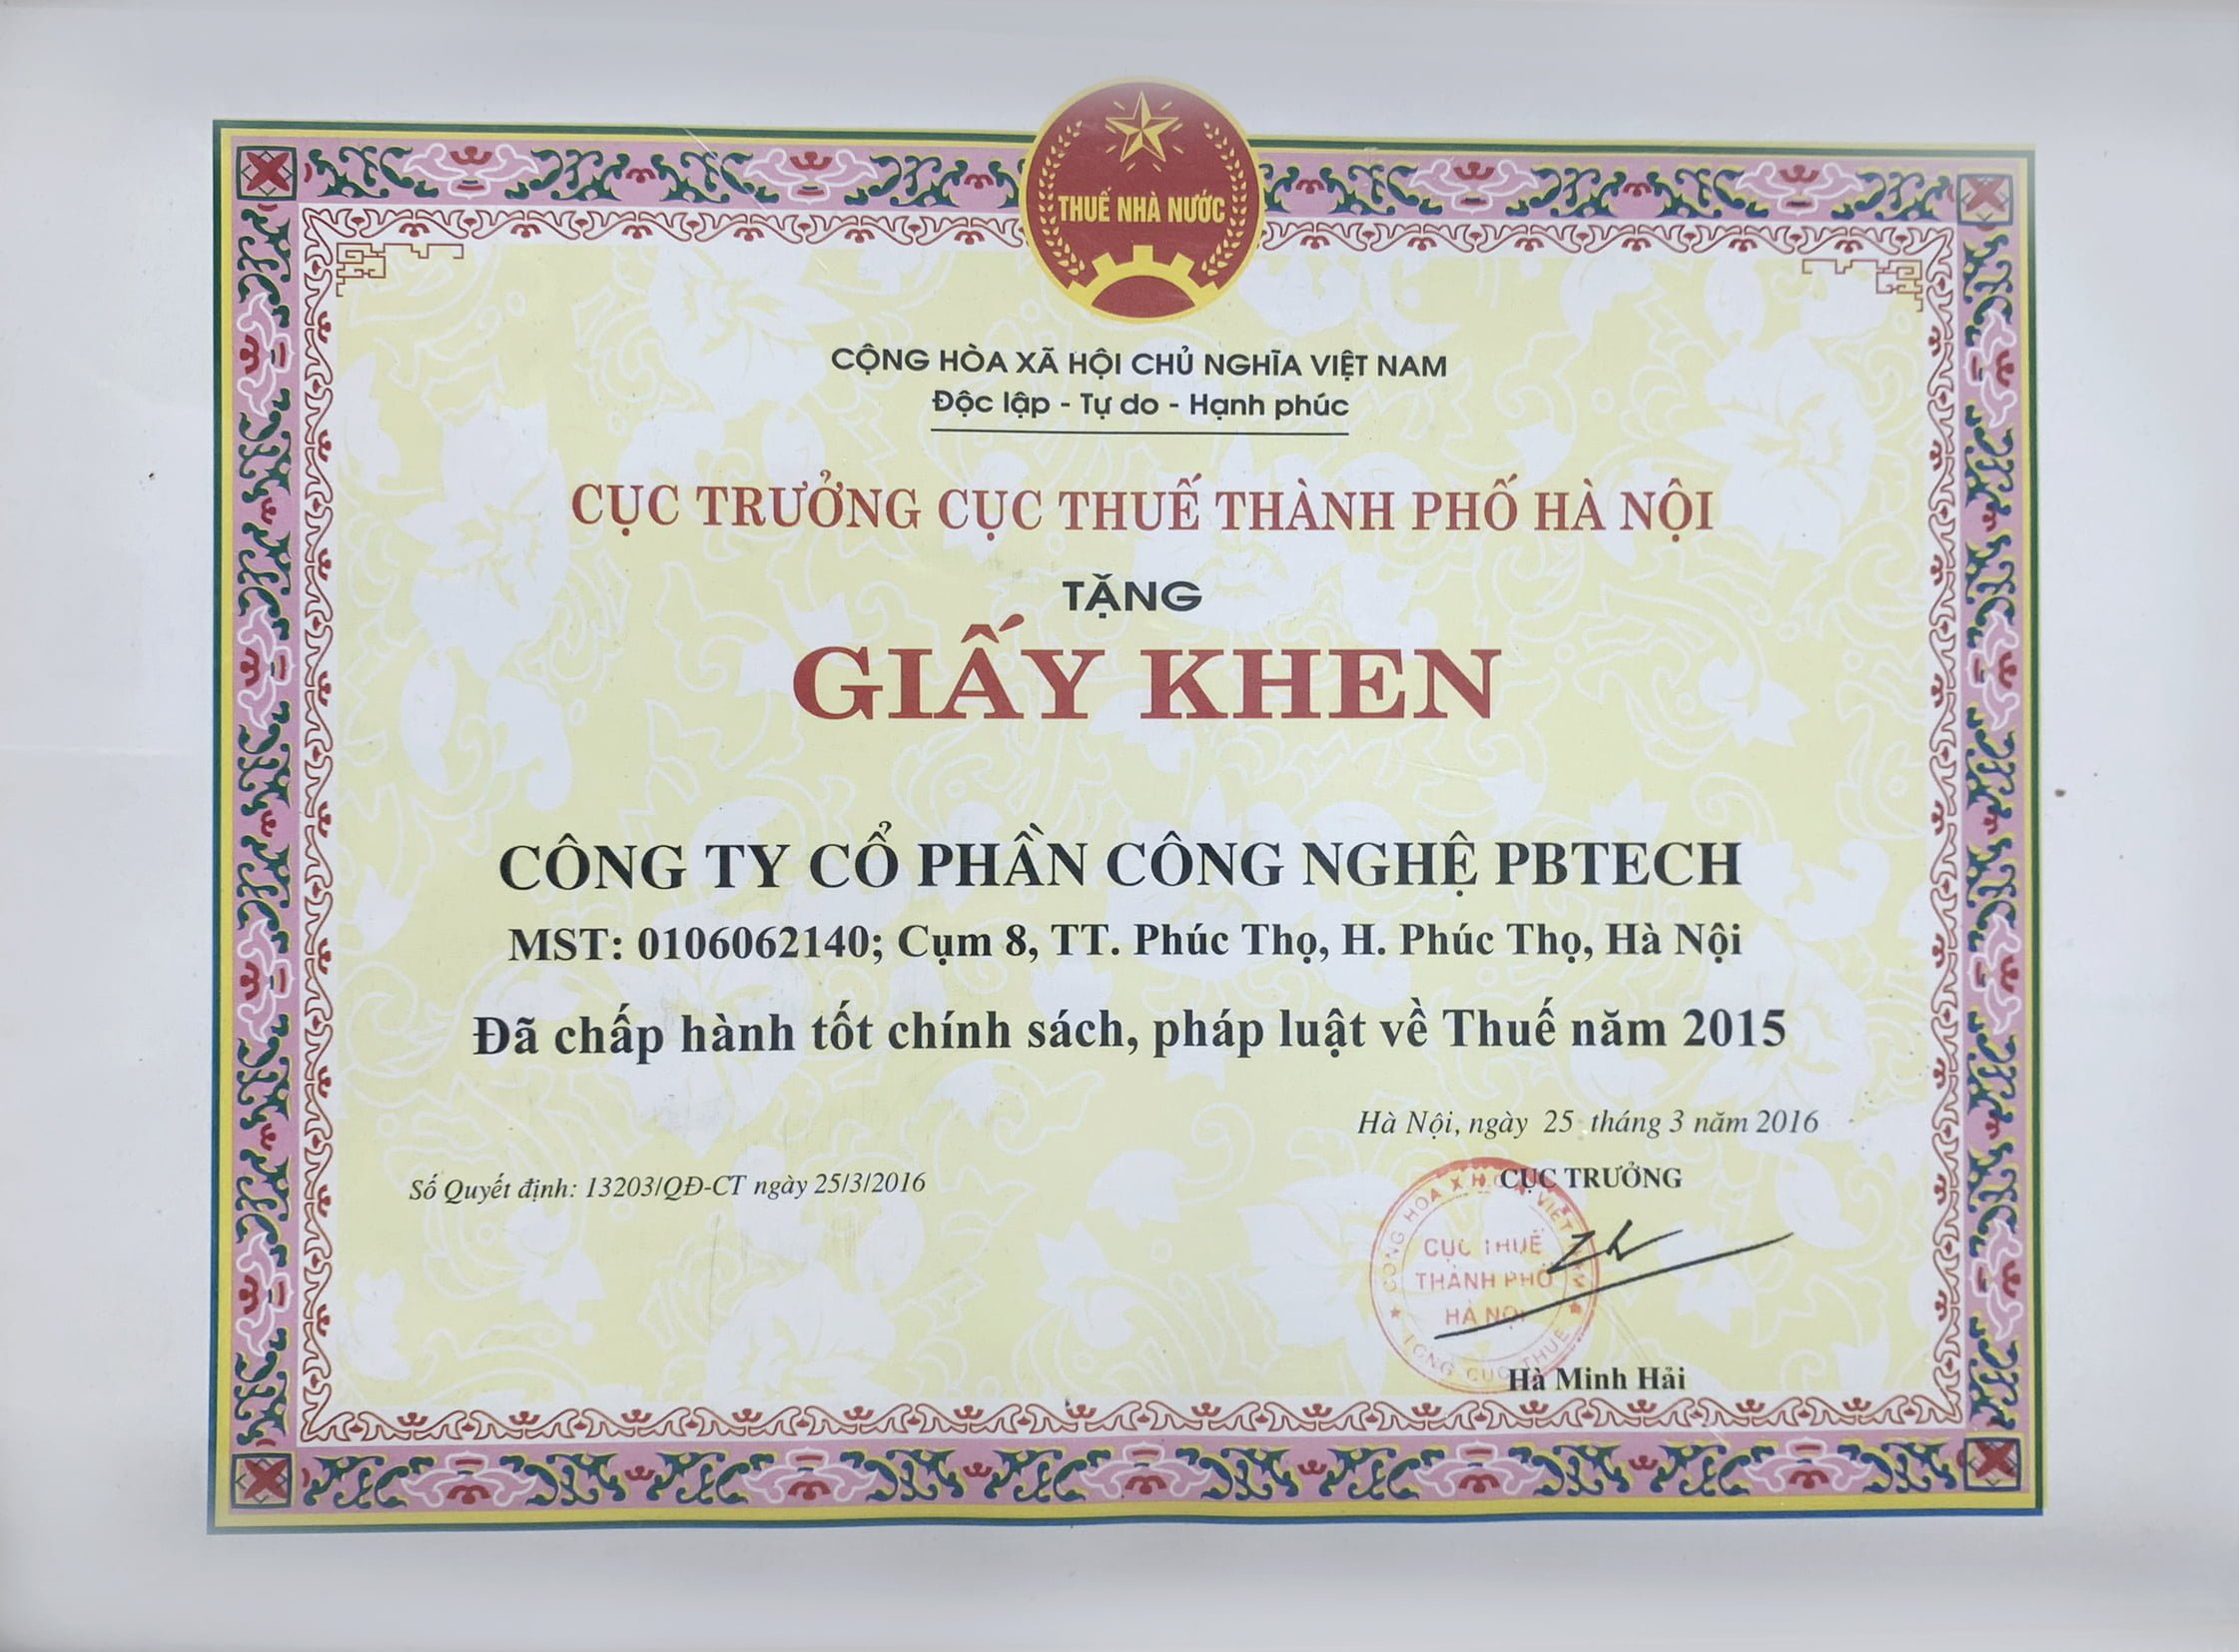 THUẾ NHÀ NƯỚC
CỘNG HÒA XÃ HỘI CHỦ NGHĨA VIỆT NAM
Độc lập - Tự do - Hạnh phúc
CỤC TRƯỞNG CỤC THUẾ THÀNH PHỐ HÀ NỘI
TẶNG
GIẤY KHEN
CÔNG TY CỔ PHẦN CÔNG NGHỆ PBTECH
MST: 0106062140; Cụm 8, TT. Phúc Thọ, H. Phúc Thọ, Hà Nội
Đã chấp hành tốt chính sách, pháp luật về Thuế năm 2015
Hà Nội, ngày 25 tháng 3 năm 2016
Số Quyết định: 13203/QĐ-CT ngày 25/3/2016
CỤC TRƯỞNG
CỤC THUẾ
THÀNH PHỐ
HÀ NỘI
Hà Minh Hải